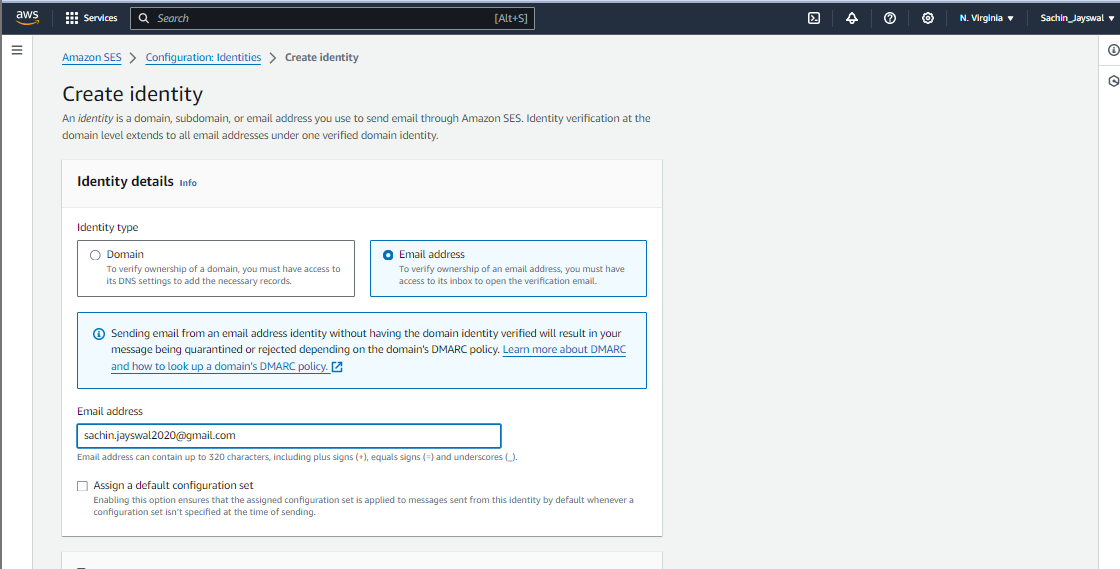 aws
Services
Search
[Alt+S]
N. Virginia ▼
Sachin_Jayswal ▼
Amazon SES > Configuration: Identities > Create identity
Create identity
An identity is a domain, subdomain, or email address you use to send email through Amazon SES. Identity verification at the
domain level extends to all email addresses under one verified domain identity.
Identity details Info
Identity type
Domain
To verify ownership of a domain, you must have access to
its DNS settings to add the necessary records.
Email address
To verify ownership of an email address, you must have
access to its inbox to open the verification email.
Sending email from an email address identity without having the domain identity verified will result in your
message being quarantined or rejected depending on the domain's DMARC policy. Learn more about DMARC
and how to look up a domain's DMARC policy.
Email address
sachin.jayswal2020@gmail.com
Email address can contain up to 320 characters, including plus signs (+), equals signs (=) and underscores (_).
Assign a default configuration set
Enabling this option ensures that the assigned configuration set is applied to messages sent from this identity by default whenever a
configuration set isn't specified at the time of sending.